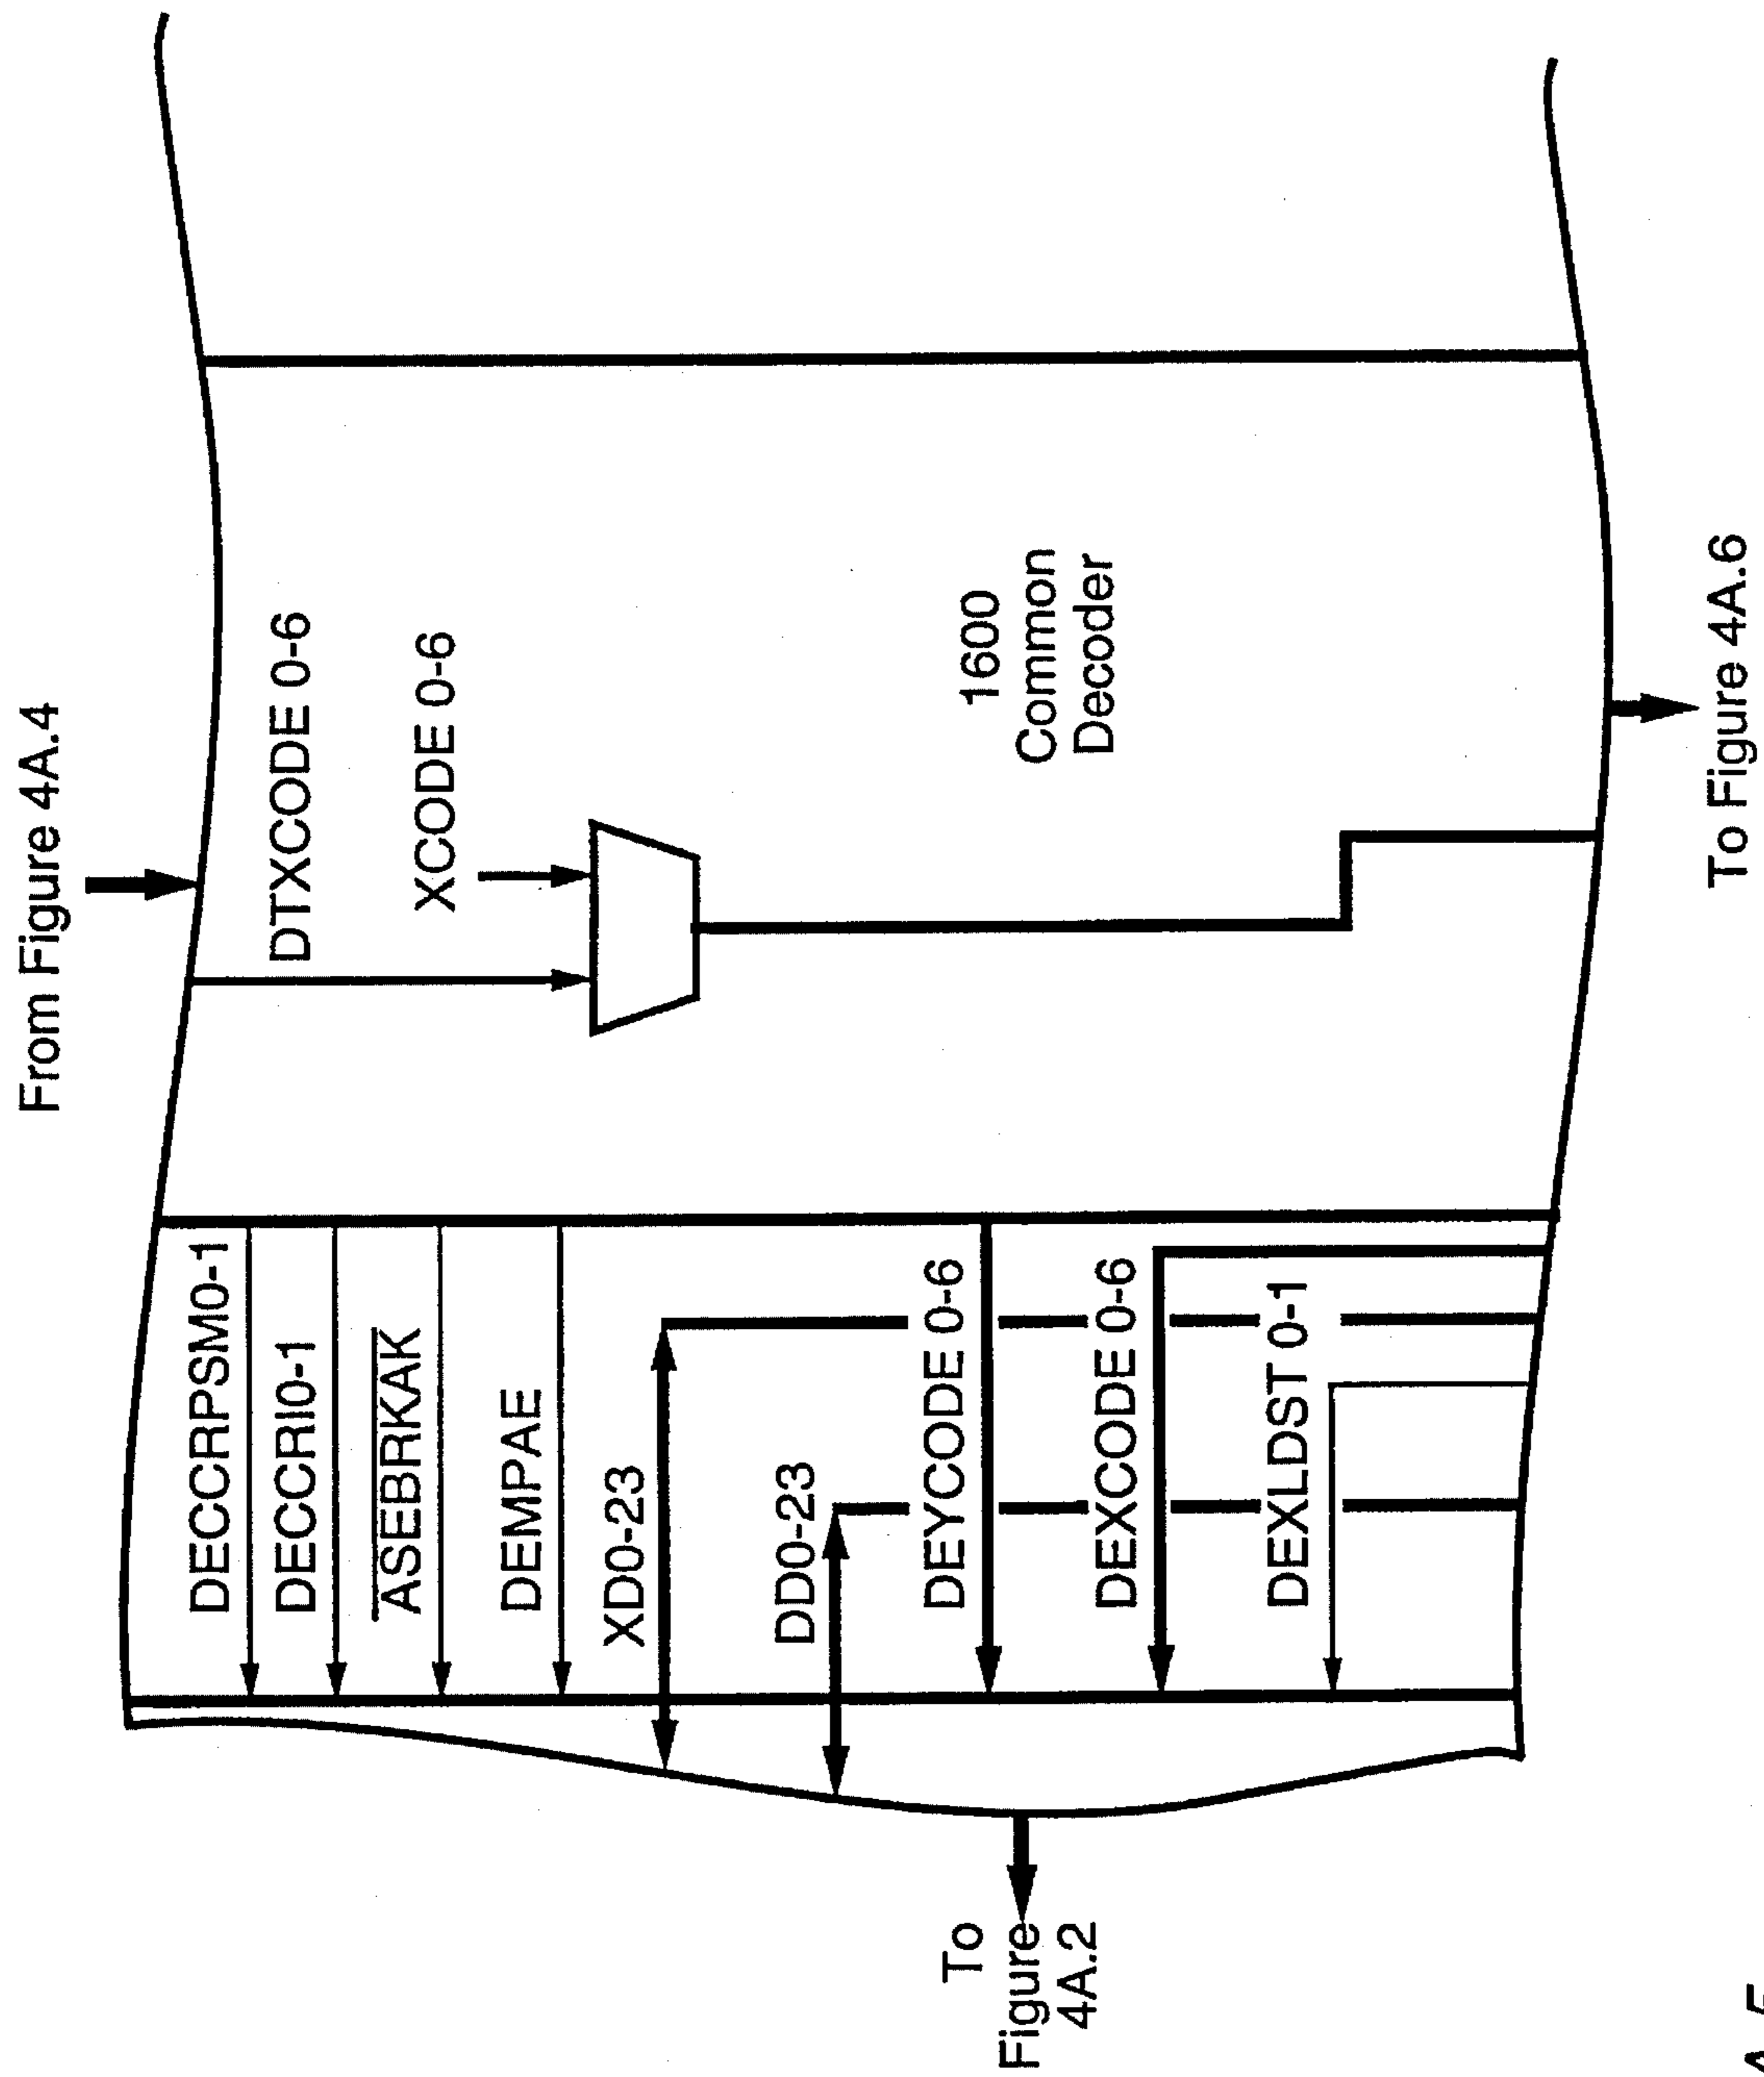 From Figure 4A.4
DTXCODE 0-6
XCODE 0-6
1600
Common
Decoder
To Figure 4A.6
DECCRPSM0-1
DECCRI0-1
ASEBRKAK
DEMPAE
XD0-23
DD0-23
DEYCODE 0-6
DEXCODE 0-6
DEXLDST 0-1
To
Figure
4A.2